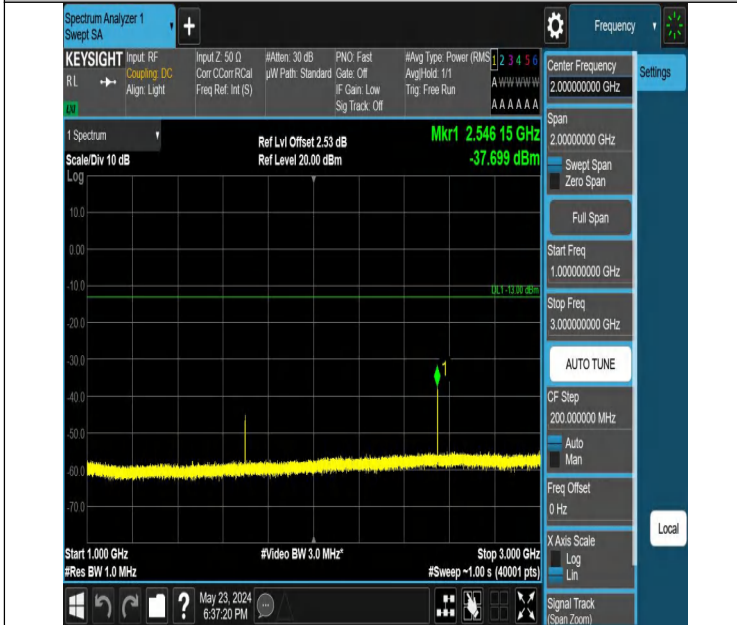 Spectrum Analyzer 1
Swept SA
+
Frequency
KEYSIGHT
RL
Input: RF
Coupling: DC
Align: Light
Input Z: 50 Ω
Corr CCorr RCal
Freq Ref: Int (S)
#Atten: 30 dB
µW Path: Standard
PNO: Fast
Gate: Off
IF Gain: Low
Sig Track: Off
#Avg Type: Power (RMS
Avg|Hold: 1/1
Trig: Free Run
1 2 3 4 5 6
A W W W W W
A A A A A A
1 Spectrum
Scale/Div 10 dB
Log
Ref Lvl Offset 2.53 dB
Ref Level 20.00 dBm
Mkr1 2.546 15 GHz
-37.699 dBm
10.0
0.00
-10.0
DL1 -13.00 dBm
-20.0
-30.0
1
-40.0
-50.0
-60.0
-70.0
Start 1.000 GHz
#Res BW 1.0 MHz
#Video BW 3.0 MHz*
Stop 3.000 GHz
#Sweep ~1.00 s (40001 pts)
Center Frequency
2.000000000 GHz
Settings
Span
2.00000000 GHz
Swept Span
Zero Span
Full Span
Start Freq
1.000000000 GHz
Stop Freq
3.000000000 GHz
AUTO TUNE
CF Step
200.000000 MHz
Auto
Man
Freq Offset
0 Hz
X Axis Scale
Log
Lin
Local
Signal Track
(Span Zoom)
?
May 23, 2024
6:37:20 PM